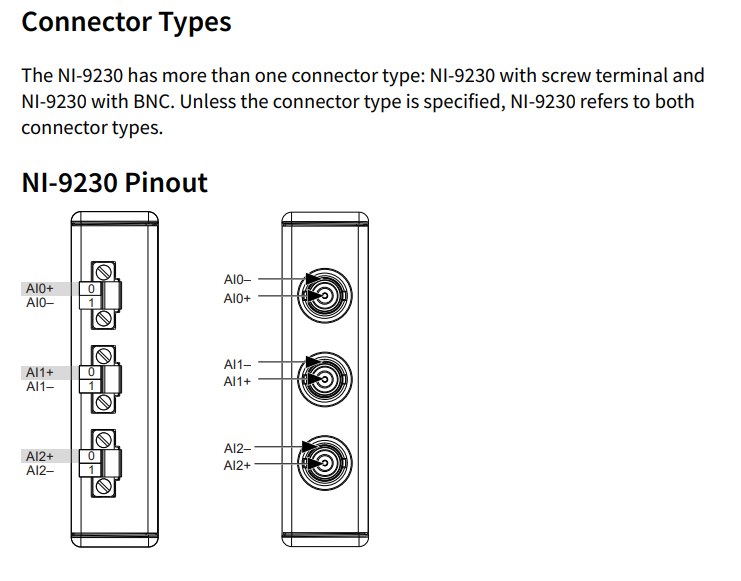 Connector Types
The NI-9230 has more than one connector type: NI-9230 with screw terminal and
NI-9230 with BNC. Unless the connector type is specified, NI-9230 refers to both
connector types.
NI-9230 Pinout
AI0+ 0
AI0– 1
AI1+ 0
AI1– 1
AI2+ 0
AI2– 1
AI0–
AI0+
AI1–
AI1+
AI2–
AI2+